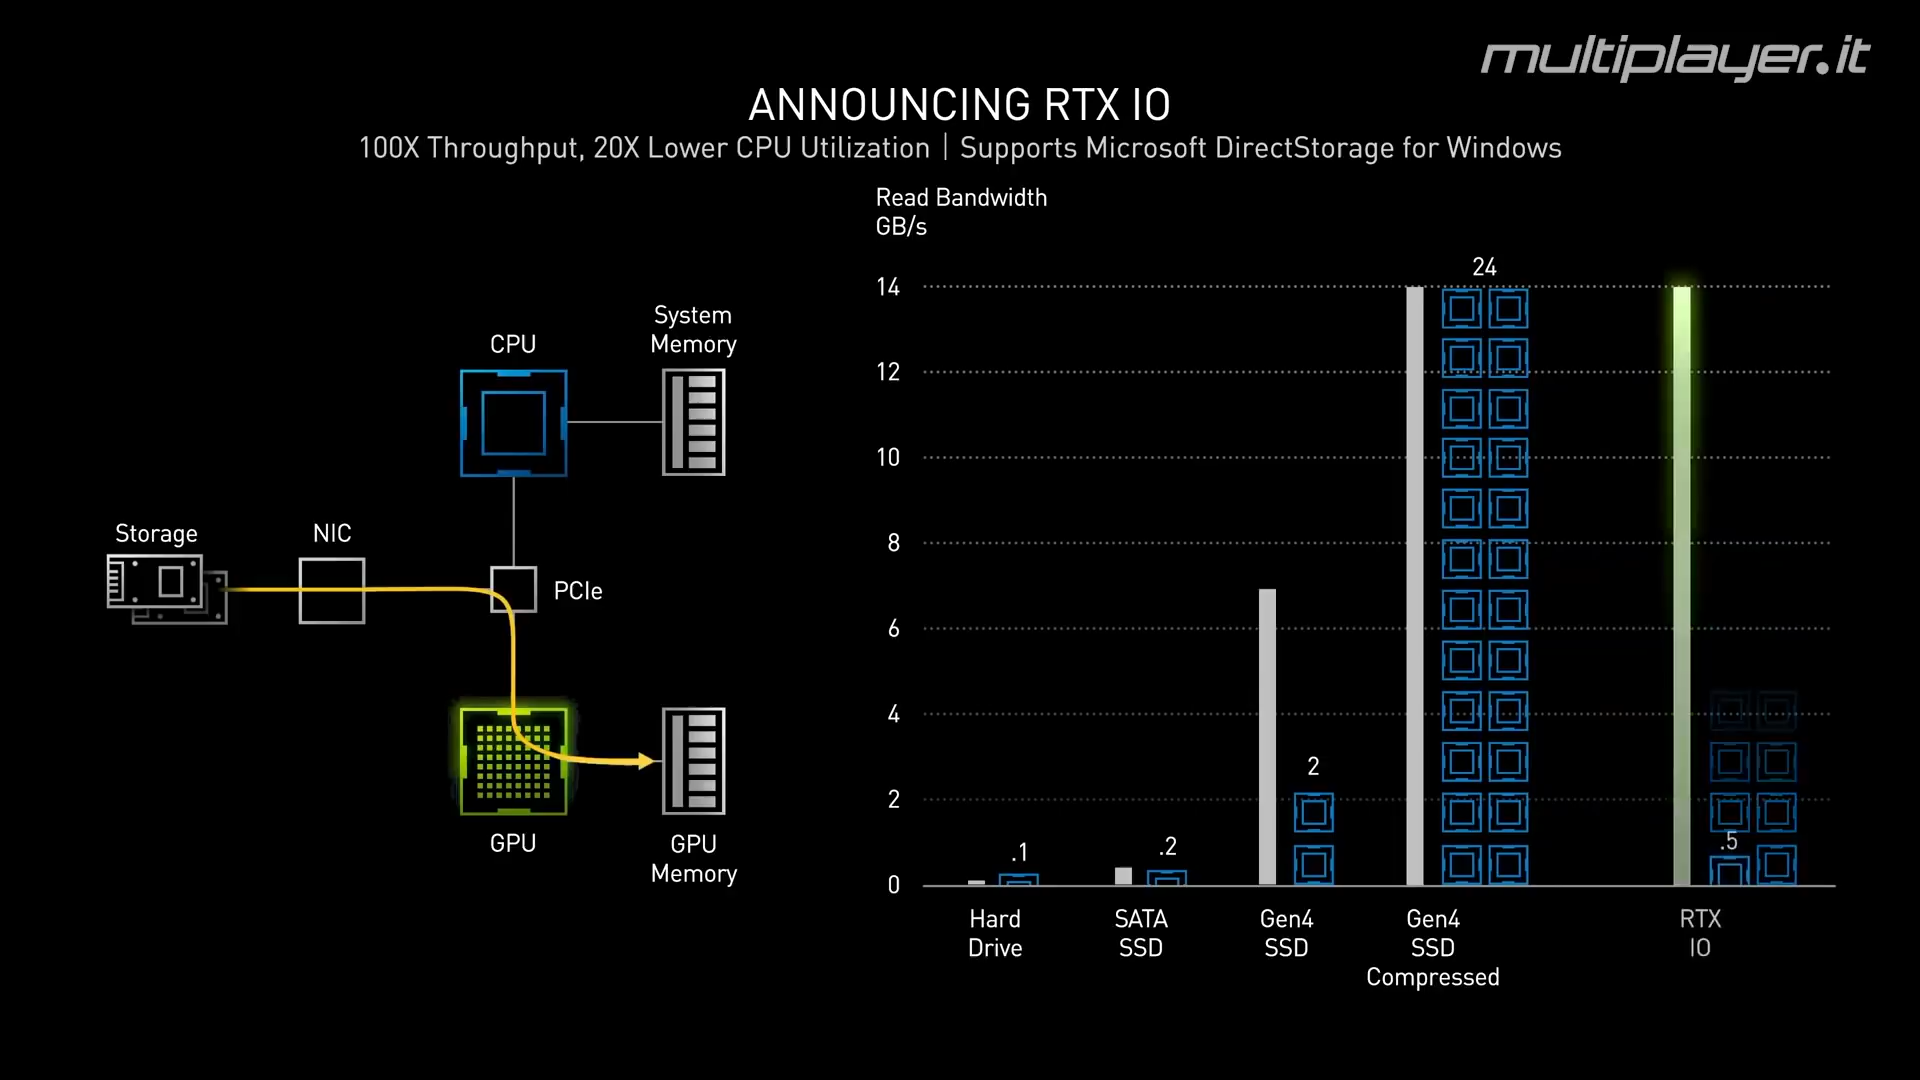 multiplayer.it
ANNOUNCING RTX IO
100X Throughput, 20X Lower CPU Utilization | Supports Microsoft DirectStorage for Windows
Read Bandwidth
GB/s
System
Memory
CPU
Storage
NIC
PCIe
GPU
GPU
Memory
14
12
10
8
6
4
2
0
.1
.2
2
24
.5
Hard
Drive
SATA
SSD
Gen4
SSD
Gen4
SSD
Compressed
RTX
IO